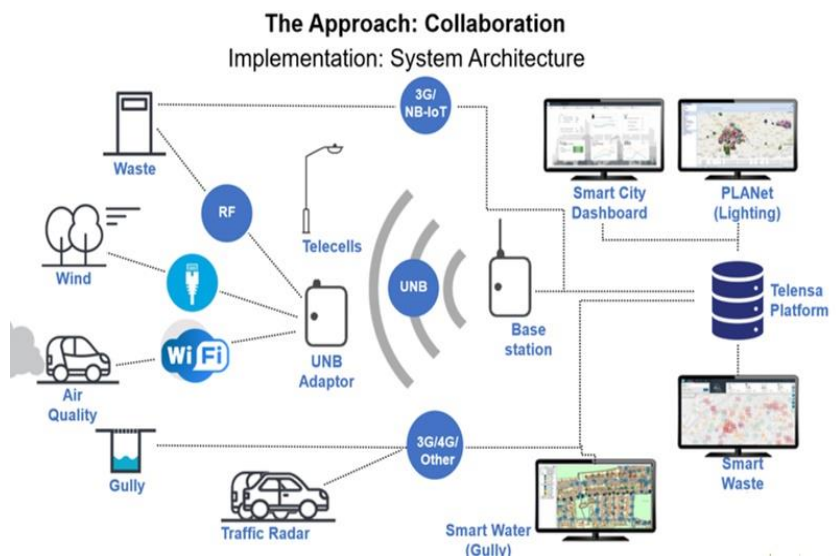 The Approach: Collaboration
Implementation: System Architecture
3G/
NB-IoT
Waste
RF
Telecells
Smart City
Dashboard
PLANet
(Lighting)
Wind
UNB
Telensa
Platform
Base
station
WiFi
UNB
Adaptor
Air
Quality
3G/4G/
Other
Gully
Smart
Waste
Traffic Radar
Smart Water
(Gully)